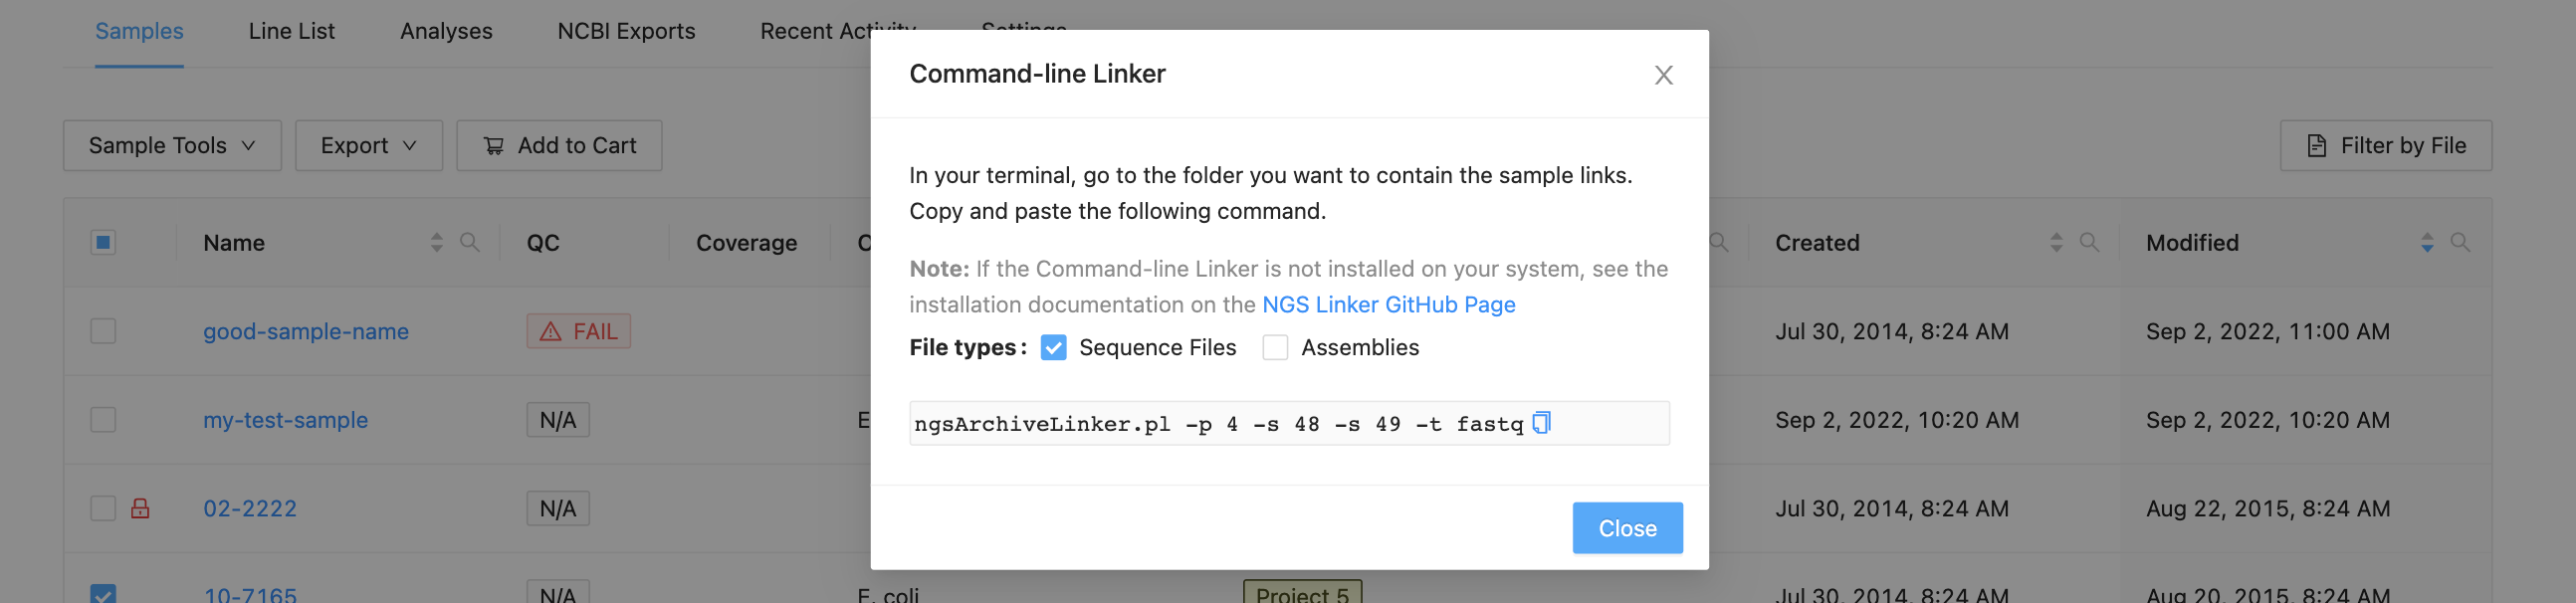 Samples Line List Analyses NCBI Exports Recent Activity Settings
Command-line Linker
Sample Tools Export Add to Cart
Filter by File
In your terminal, go to the folder you want to contain the sample links.
Copy and paste the following command.
Name QC Coverage Created Modified
Note: If the Command-line Linker is not installed on your system, see the
installation documentation on the NGS Linker GitHub Page
good-sample-name FAIL Jul 30, 2014, 8:24 AM Sep 2, 2022, 11:00 AM
File types: Sequence Files Assemblies
my-test-sample N/A E Sep 2, 2022, 10:20 AM Sep 2, 2022, 10:20 AM
ngsArchiveLinker.pl -p 4 -s 48 -s 49 -t fastq
02-2222 N/A Jul 30, 2014, 8:24 AM Aug 22, 2015, 8:24 AM
Close
10-7165 N/A E. coli Project 5 Jul 30, 2014, 8:24 AM Aug 20, 2015, 8:24 AM